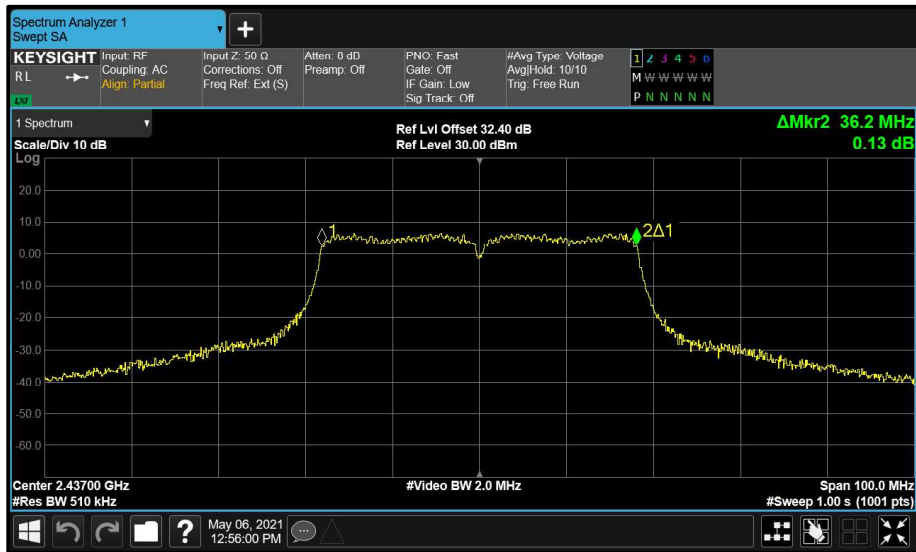 Spectrum Analyzer 1
Swept SA
+
KEYSIGHT
RL
LXI
Input: RF
Coupling: AC
Align: Partial
Input Z: 50 Ω
Corrections: Off
Freq Ref: Ext (S)
Atten: 0 dB
Preamp: Off
PNO: Fast
Gate: Off
IF Gain: Low
Sig Track: Off
#Avg Type: Voltage
Avg|Hold: 10/10
Trig: Free Run
1 2 3 4 5 6
M W W W W W
P N N N N N
1 Spectrum
Scale/Div 10 dB
Ref Lvl Offset 32.40 dB
Ref Level 30.00 dBm
ΔMkr2 36.2 MHz
0.13 dB
Log
20.0
10.0
0.00
-10.0
-20.0
-30.0
-40.0
-50.0
-60.0
1
2Δ1
Center 2.43700 GHz
#Res BW 510 kHz
#Video BW 2.0 MHz
Span 100.0 MHz
#Sweep 1.00 s (1001 pts)
?
May 06, 2021
12:56:00 PM